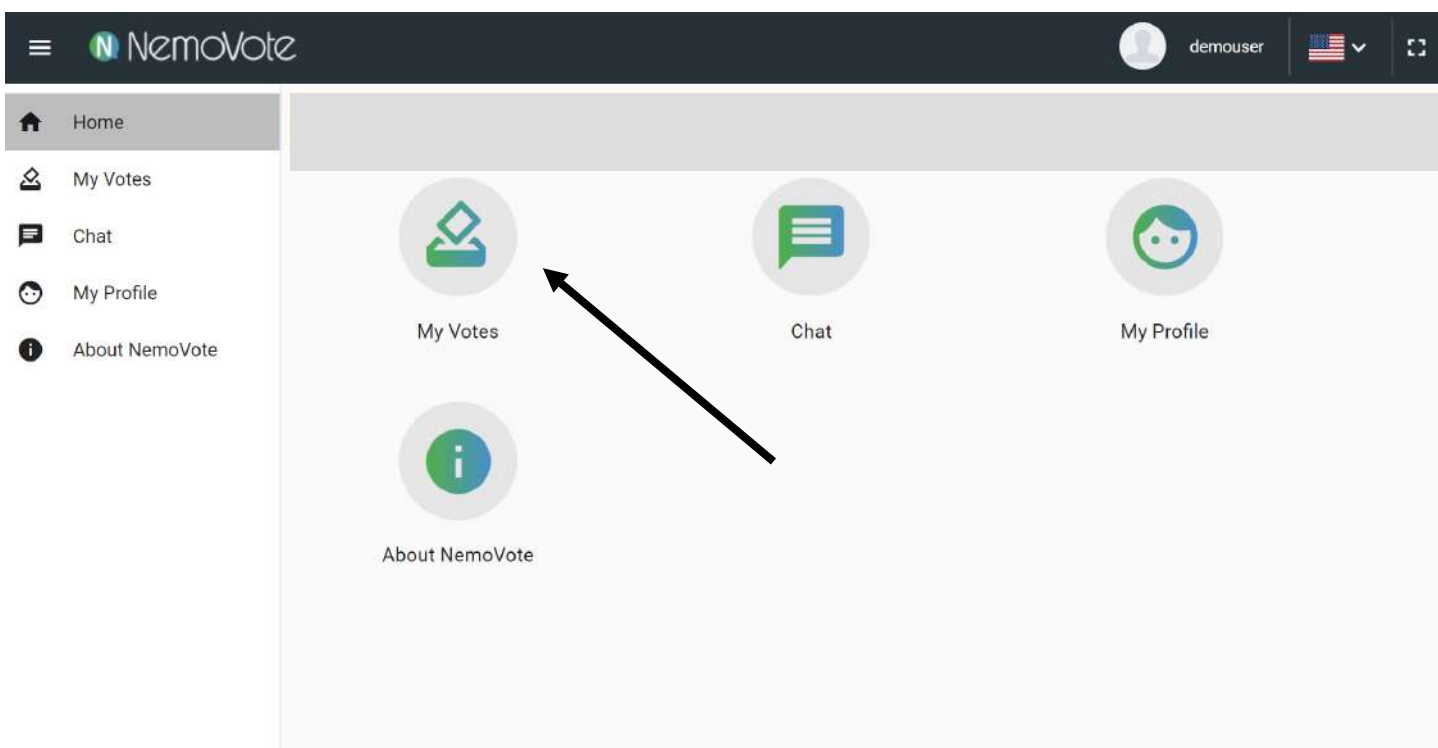 NemoVote
demouser
Home
My Votes
Chat
My Profile
About NemoVote
My Votes
Chat
My Profile
About NemoVote